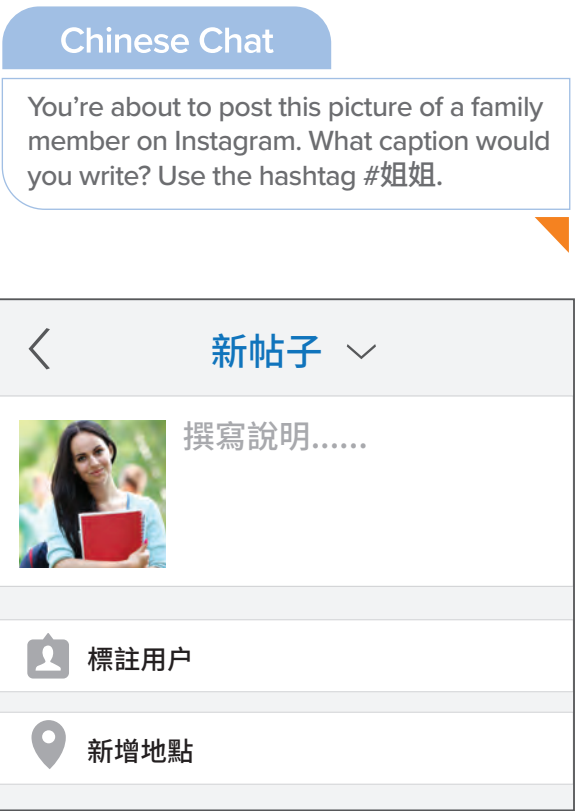 Chinese Chat
You’re about to post this picture of a family
member on Instagram. What caption would
you write? Use the hashtag #姐姐.
新帖子
撰寫說明......
標註用户
新增地點